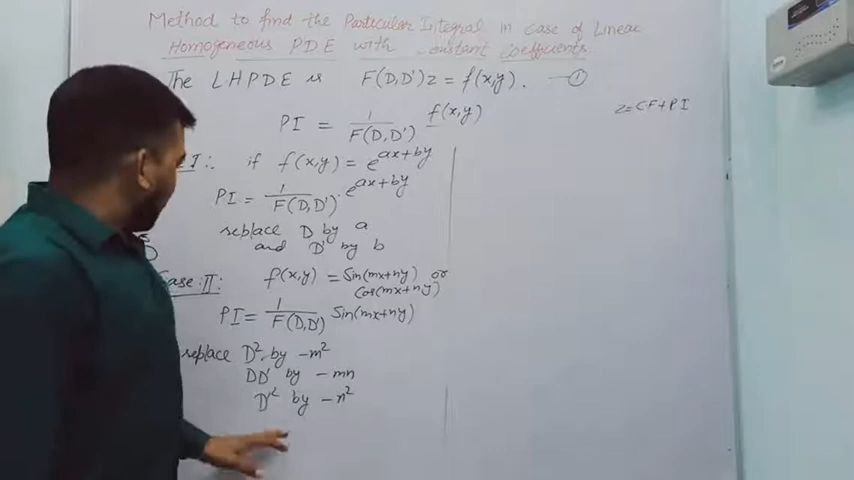 Method to find the Particular Integral in case of Linear
Homogeneous PDE with constant coefficients.
The LHPDE is F(D,D')z = f(x,y). — ①
PI = 1/F(D,D') f(x,y)
z=CF+PI
I:- if f(x,y) = e^{ax+by}
PI = 1/F(D,D') e^{ax+by}
replace D by a
and D' by b
Case:II: f(x,y) = Sin(mx+ny) or
Cos(mx+ny)
PI = 1/F(D,D') Sin(mx+ny)
replace D² by -m²
DD' by -mn
D'² by -n²